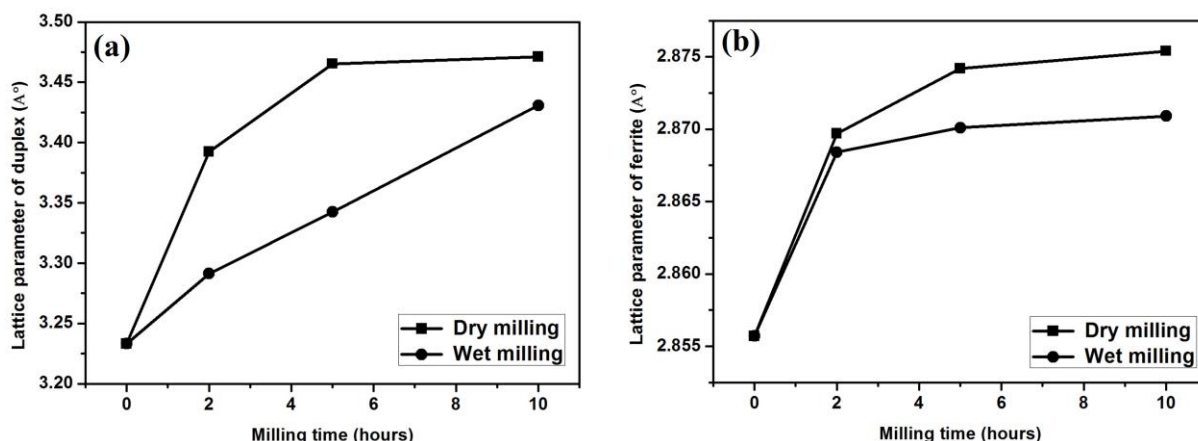 (a)
Lattice parameter of duplex (A°)
3.50
3.45
3.40
3.35
3.30
3.25
3.20
0 2 4 6 8 10
Milling time (hours)
Dry milling
Wet milling
(b)
Lattice parameter of ferrite (A°)
2.875
2.870
2.865
2.860
2.855
0 2 4 6 8 10
Milling time (hours)
Dry milling
Wet milling